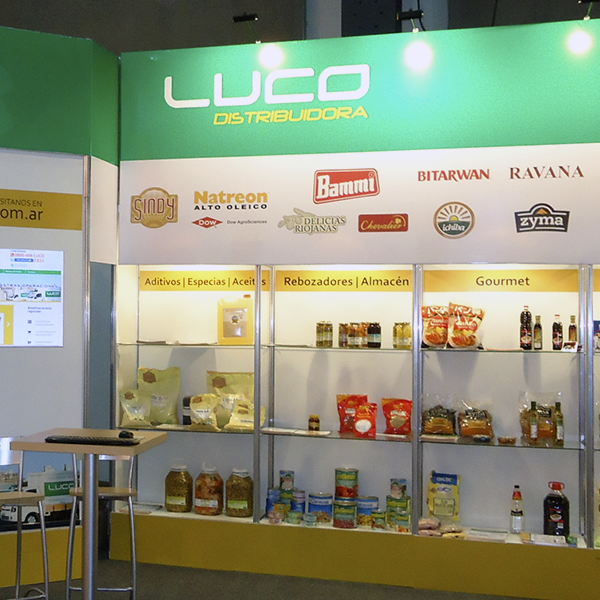 LUCO
DISTRIBUIDORA
SITANOS EN
om.ar
SINDY
Natreon
ALTO OLEICO
Dow
Dow AgroSciences
Bammi
BITARWAN
RAVANA
DELICIAS
RIOJANAS
Chevalier
ichiba
zyma
Aditivos | Especias | Aceites
Rebozadores | Almacén
Gourmet
LUCO